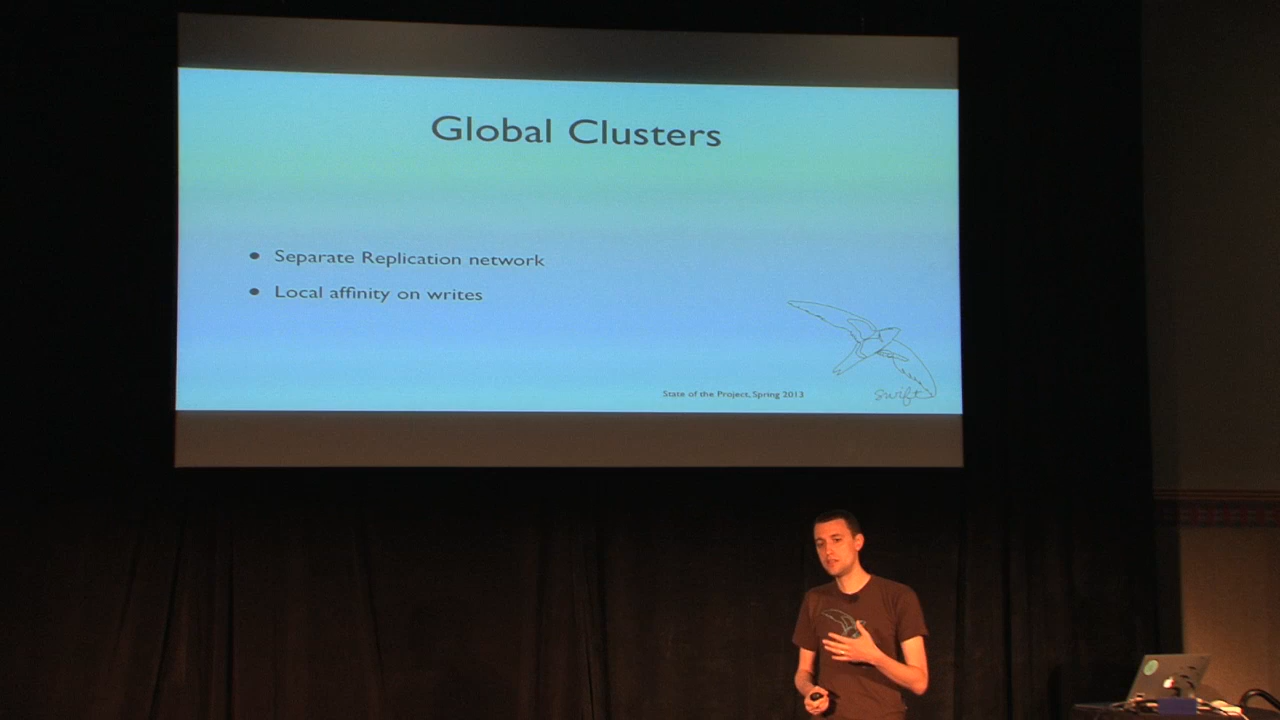 Global Clusters
• Separate Replication network
• Local affinity on writes
State of the Project, Spring 2013
swift